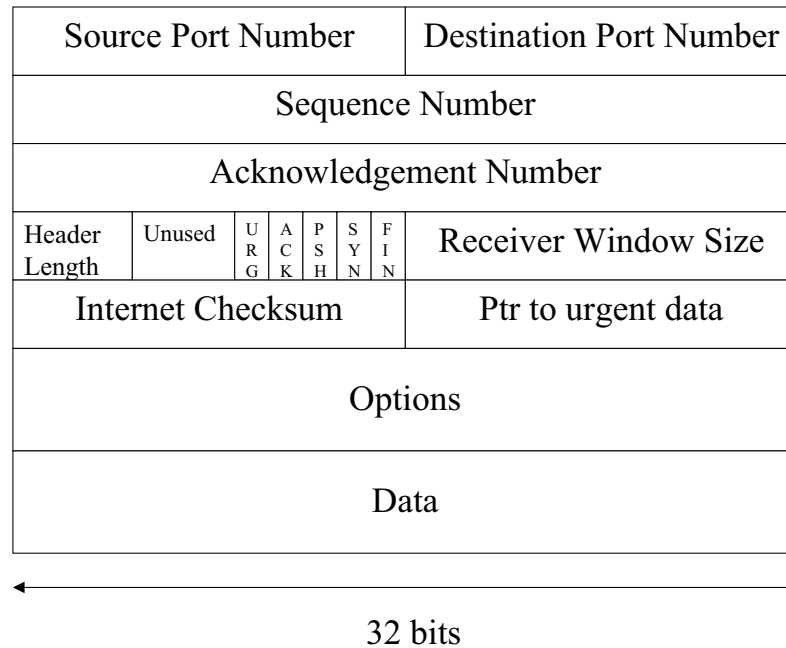 Source Port Number
Destination Port Number
Sequence Number
Acknowledgement Number
Header
Length
Unused
URG
ACK
PSH
SYN
FIN
Receiver Window Size
Internet Checksum
Ptr to urgent data
Options
Data
32 bits